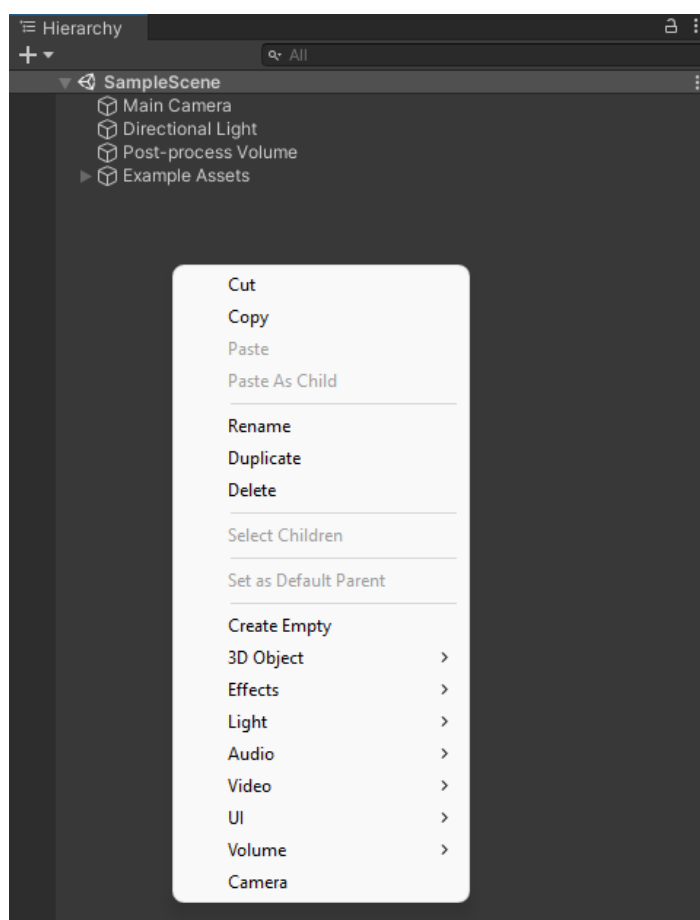 Hierarchy
All
SampleScene
Main Camera
Directional Light
Post-process Volume
Example Assets
Cut
Copy
Paste
Paste As Child
Rename
Duplicate
Delete
Select Children
Set as Default Parent
Create Empty
3D Object
Effects
Light
Audio
Video
UI
Volume
Camera